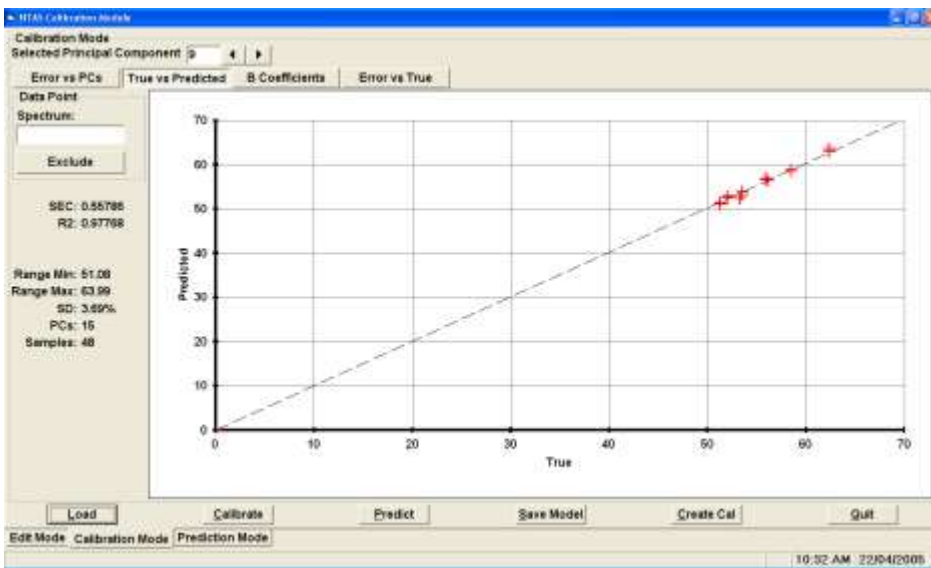 NTAS Calibration Module
Calibration Mode
Selected Principal Component 9
Error vs PCs True vs Predicted B Coefficients Error vs True
Data Point
Spectrum:
Exclude
SEC: 0.55786
R2: 0.97768
Range Min: 51.08
Range Max: 63.99
SD: 3.69%
PCs: 15
Samples: 48
70
60
50
40
30
20
10
0
Predicted
0 10 20 30 40 50 60 70
True
Load Calibrate Predict Save Model Create Cal Quit
Edit Mode Calibration Mode Prediction Mode
10:32 AM 22/04/2005